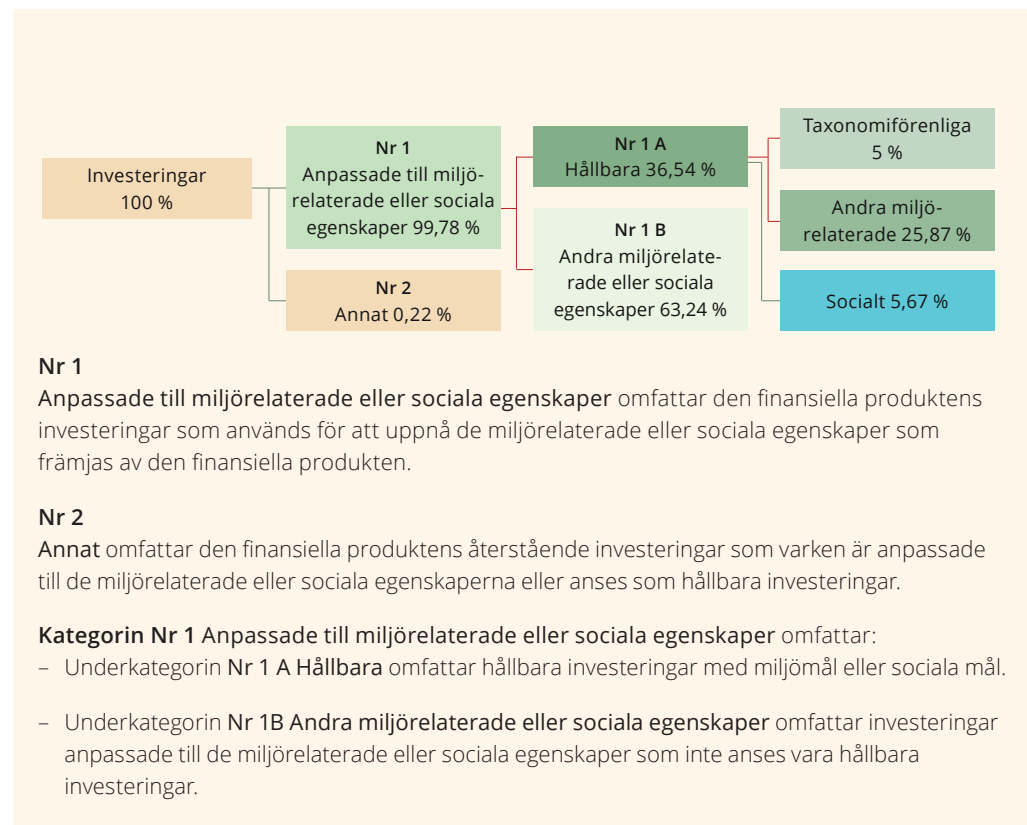 Investeringar
100 %
Nr 1
Anpassade till miljö-
relaterade eller sociala
egenskaper 99,78 %
Nr 2
Annat 0,22 %
Nr 1 A
Hållbara 36,54 %
Nr 1 B
Andra miljörelate-
rade eller sociala
egenskaper 63,24 %
Taxonomiförenliga
5 %
Andra miljö-
relaterade 25,87 %
Socialt 5,67 %
Nr 1
Anpassade till miljörelaterade eller sociala egenskaper omfattar den finansiella produktens
investeringar som används för att uppnå de miljörelaterade eller sociala egenskaper som
främjas av den finansiella produkten.
Nr 2
Annat omfattar den finansiella produktens återstående investeringar som varken är anpassade
till de miljörelaterade eller sociala egenskaperna eller anses som hållbara investeringar.
Kategorin Nr 1 Anpassade till miljörelaterade eller sociala egenskaper omfattar:
– Underkategorin Nr 1 A Hållbara omfattar hållbara investeringar med miljömål eller sociala mål.
– Underkategorin Nr 1B Andra miljörelaterade eller sociala egenskaper omfattar investeringar
anpassade till de miljörelaterade eller sociala egenskaper som inte anses vara hållbara
investeringar.